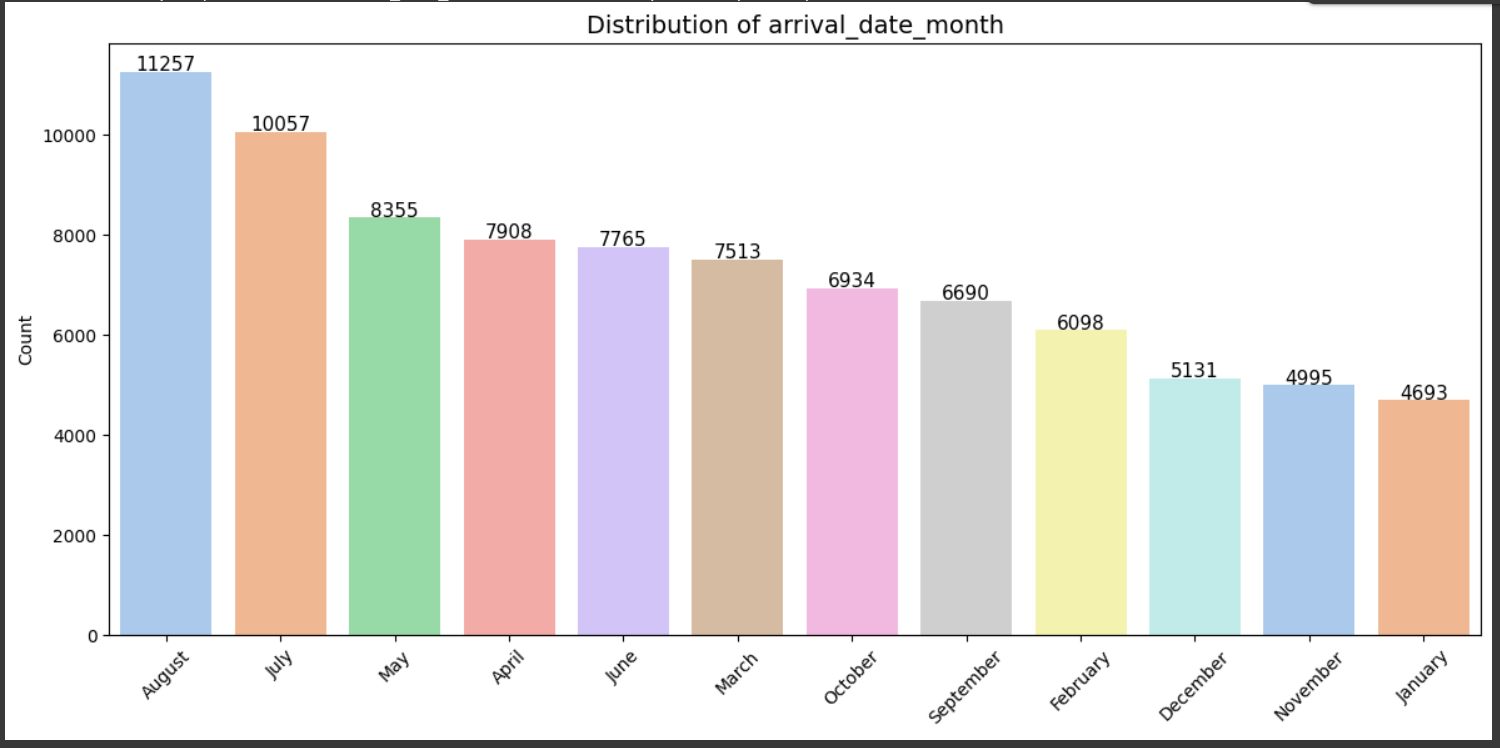 Distribution of arrival_date_month
11257
10057
8355
7908
7765
7513
6934
6690
6098
5131
4995
4693
10000
8000
6000
4000
2000
0
Count
August
July
May
April
June
March
October
September
February
December
November
January